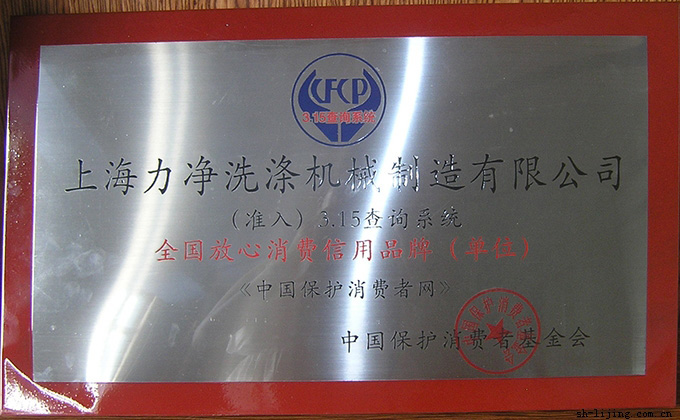 CFCP
3.15查询系统
上海力净洗涤机械制造有限公司
（准入）3.15查询系统
全国放心消费信用品牌（单位）
《中国保护消费者网》
中国保护消费者基金会
sh-lijing.com.cn